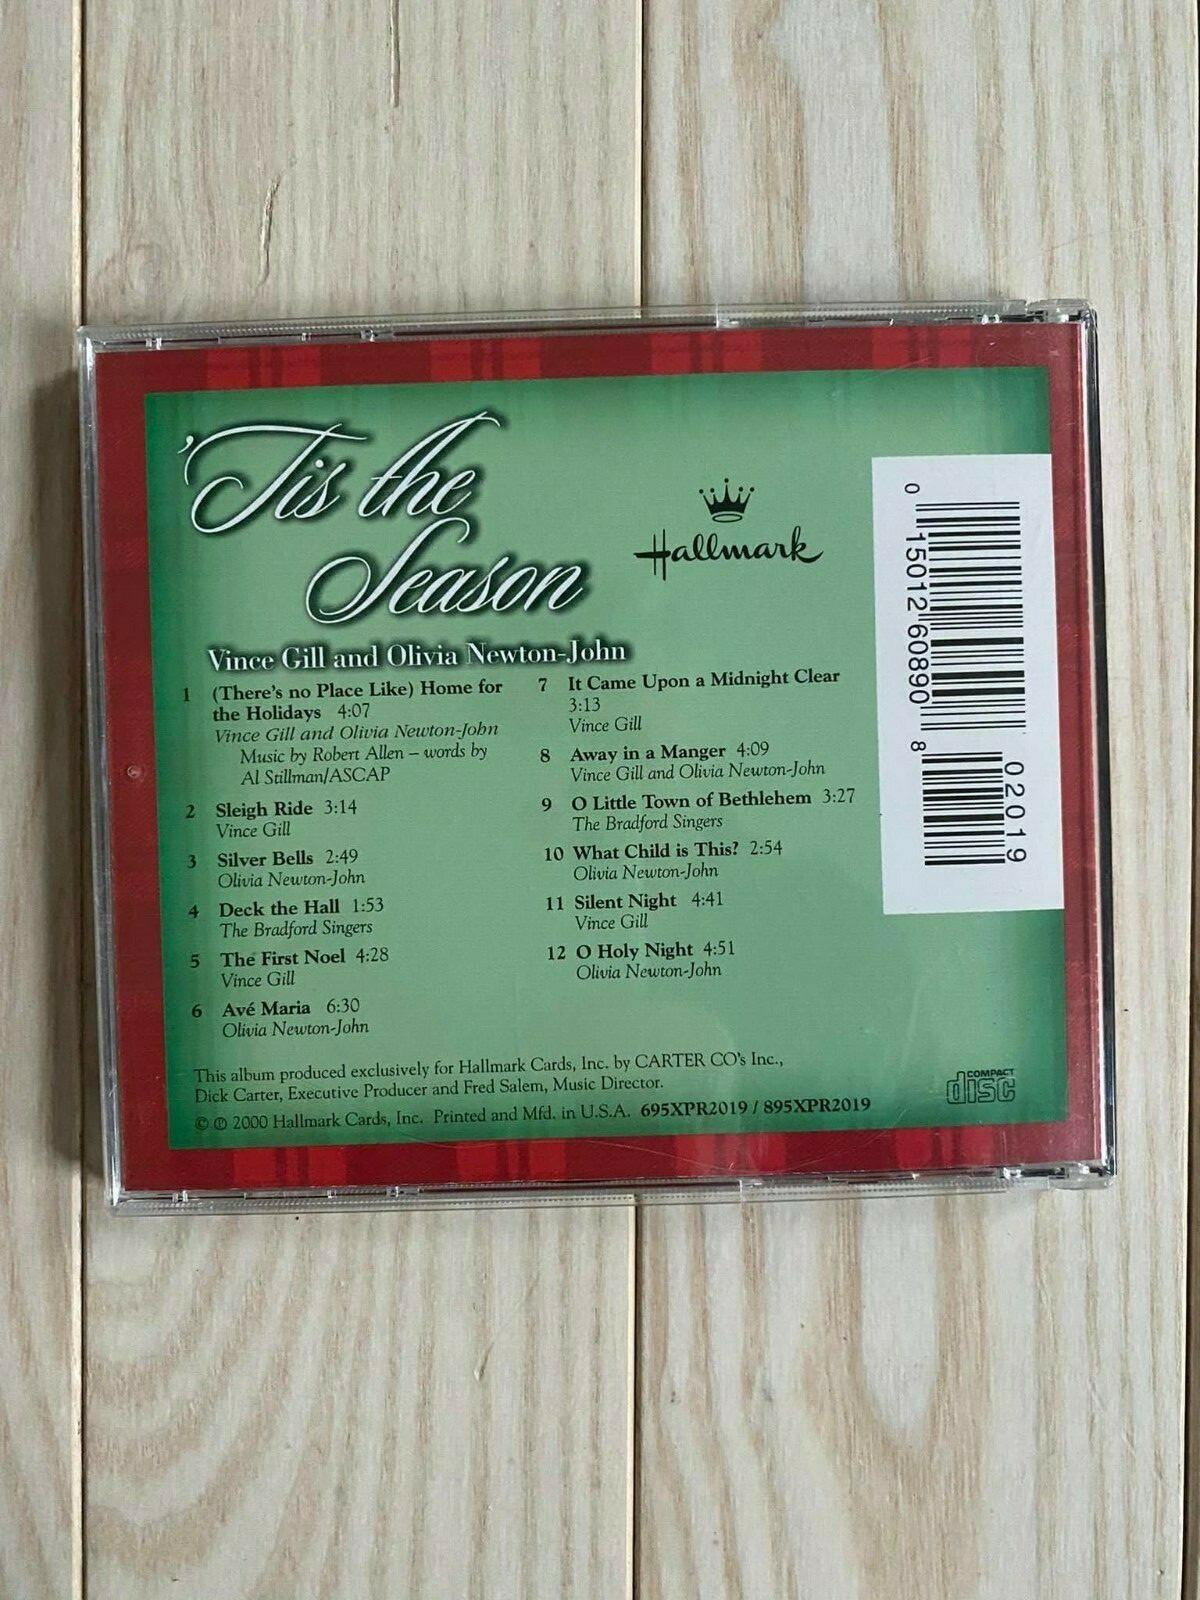 'Tis the
Season
Hallmark
Vince Gill and Olivia Newton-John
1 (There's no Place Like) Home for
the Holidays 4:07
Vince Gill and Olivia Newton-John
Music by Robert Allen – words by
Al Stillman/ASCAP
2 Sleigh Ride 3:14
Vince Gill
3 Silver Bells 2:49
Olivia Newton-John
4 Deck the Hall 1:53
The Bradford Singers
5 The First Noel 4:28
Vince Gill
6 Avé Maria 6:30
Olivia Newton-John
7 It Came Upon a Midnight Clear
3:13
Vince Gill
8 Away in a Manger 4:09
Vince Gill and Olivia Newton-John
9 O Little Town of Bethlehem 3:27
The Bradford Singers
10 What Child is This? 2:54
Olivia Newton-John
11 Silent Night 4:41
Vince Gill
12 O Holy Night 4:51
Olivia Newton-John
0 15012 60890 8
02019
This album produced exclusively for Hallmark Cards, Inc. by CARTER CO's Inc.,
Dick Carter, Executive Producer and Fred Salem, Music Director.
© ℗ 2000 Hallmark Cards, Inc. Printed and Mfd. in U.S.A. 695XPR2019 / 895XPR2019
COMPACT
disc